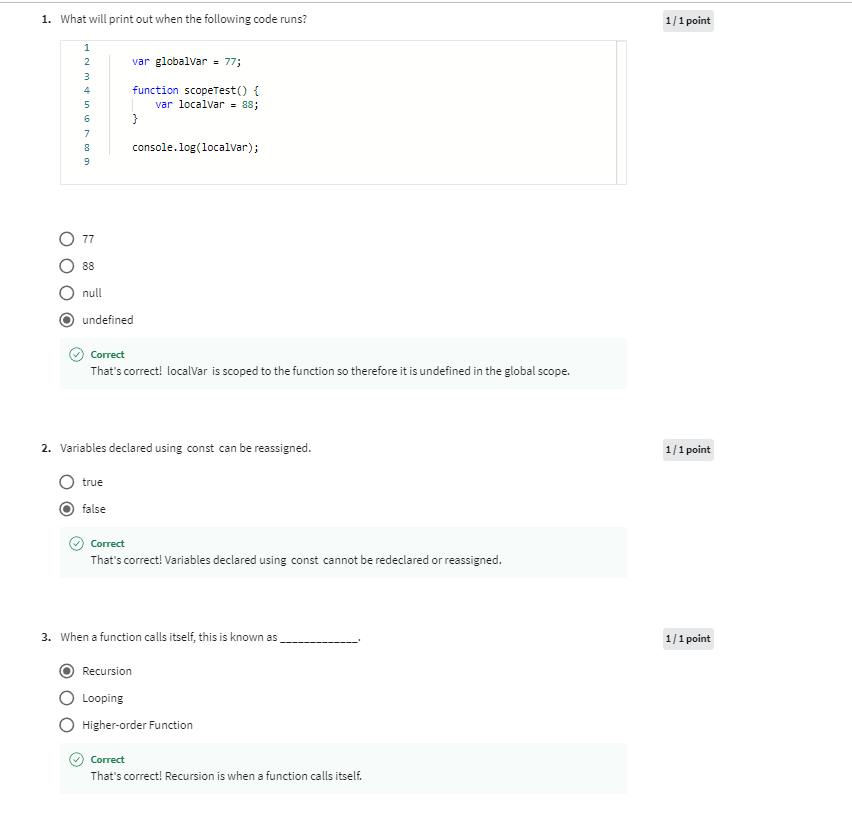 1. What will print out when the following code runs?
1 / 1 point
1
2 var globalVar = 77;
3
4 function scopeTest() {
5 var localVar = 88;
6 }
7
8 console.log(localVar);
9
77
88
null
undefined
Correct
That's correct! localVar is scoped to the function so therefore it is undefined in the global scope.
2. Variables declared using const can be reassigned.
1 / 1 point
true
false
Correct
That's correct! Variables declared using const cannot be redeclared or reassigned.
3. When a function calls itself, this is known as _____________.
1 / 1 point
Recursion
Looping
Higher-order Function
Correct
That's correct! Recursion is when a function calls itself.